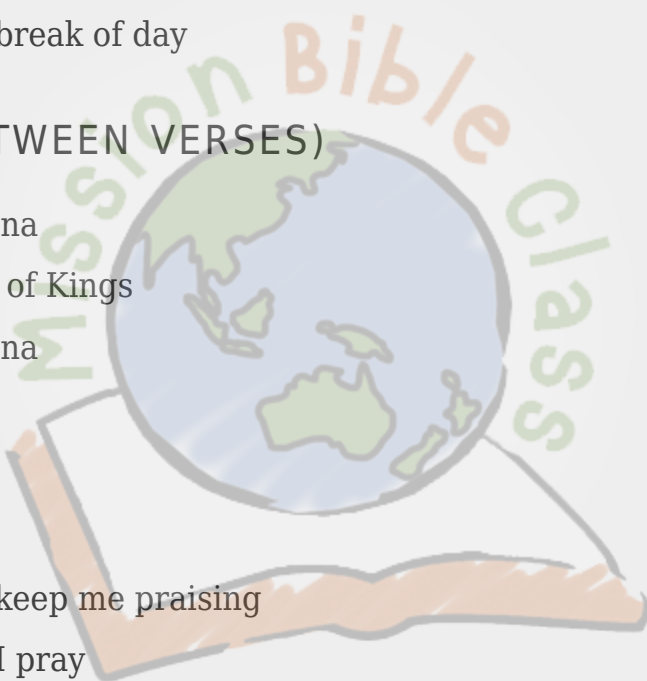 break of day
Mission Bible Class
TWEEN VERSES)
na
of Kings
na
keep me praising
I pray